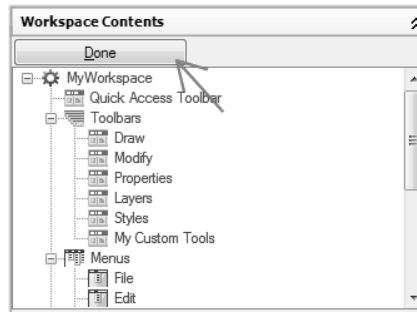 Workspace Contents
Done
MyWorkspace
Quick Access Toolbar
Toolbars
Draw
Modify
Properties
Layers
Styles
My Custom Tools
Menus
File
Edit